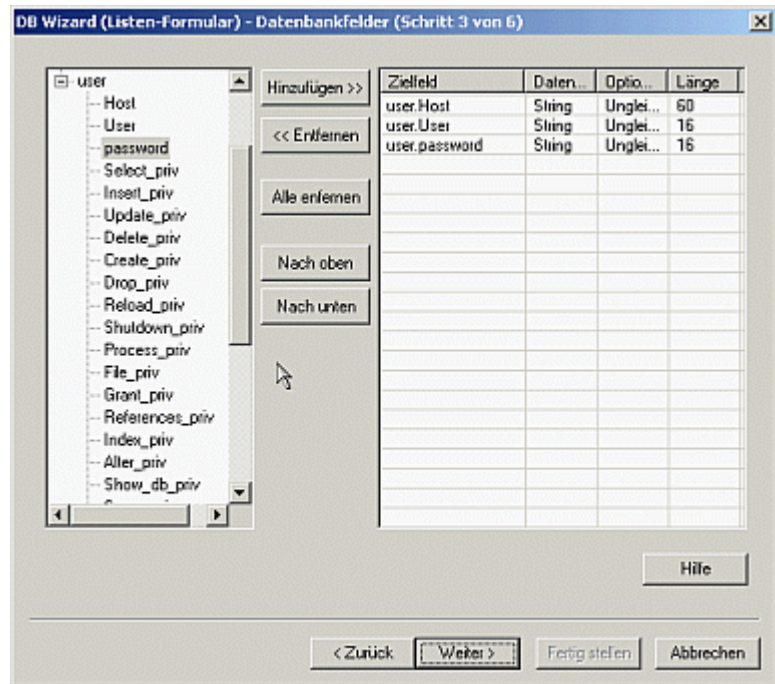 DB Wizard (Listen-Formular) - Datenbankfelder (Schritt 3 von 6)
user
Host
User
password
Select_priv
Insert_priv
Update_priv
Delete_priv
Create_priv
Drop_priv
Reload_priv
Shutdown_priv
Process_priv
File_priv
Grant_priv
References_priv
Index_priv
Alter_priv
Show_db_priv
Hinzufügen >>
<< Entfernen
Alle enfernen
Nach oben
Nach unten
Zielfeld Daten... Optio... Länge
user.Host String Unglei... 60
user.User String Unglei... 16
user.password String Unglei... 16
Hilfe
< Zurück Weiter > Fertig stellen Abbrechen